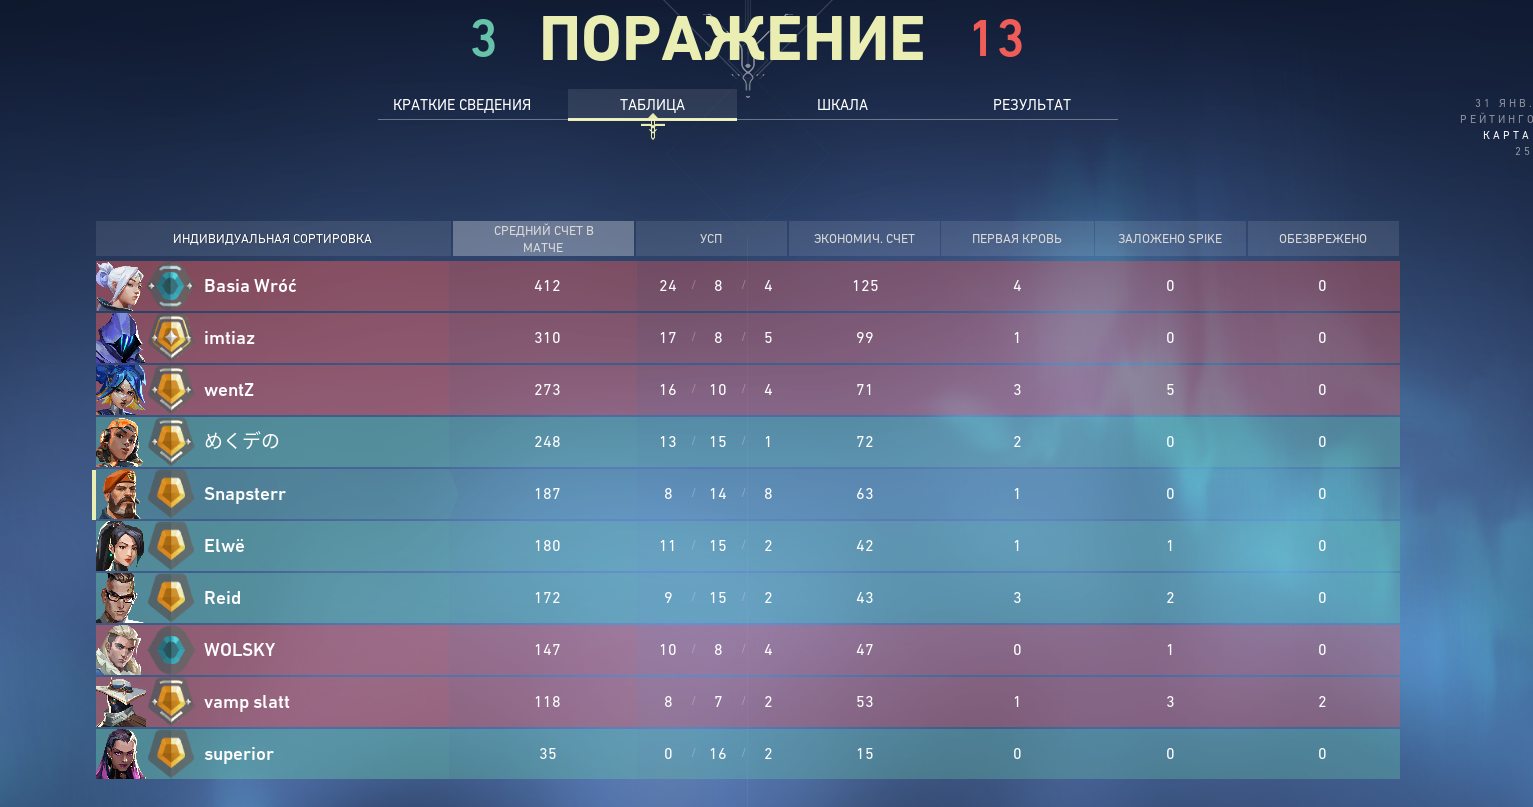 3 ПОРАЖЕНИЕ 13
КРАТКИЕ СВЕДЕНИЯ ТАБЛИЦА ШКАЛА РЕЗУЛЬТАТ
31 ЯНВ.
РЕЙТИНГО
КАРТА
25
ИНДИВИДУАЛЬНАЯ СОРТИРОВКА СРЕДНИЙ СЧЕТ В МАТЧЕ УСП ЭКОНОМИЧ. СЧЕТ ПЕРВАЯ КРОВЬ ЗАЛОЖЕНО SPIKE ОБЕЗВРЕЖЕНО
Basia Wróć 412 24 / 8 / 4 125 4 0 0
imtiaz 310 17 / 8 / 5 99 1 0 0
wentZ 273 16 / 10 / 4 71 3 5 0
めくデの 248 13 / 15 / 1 72 2 0 0
Snapsterr 187 8 / 14 / 8 63 1 0 0
Elwë 180 11 / 15 / 2 42 1 1 0
Reid 172 9 / 15 / 2 43 3 2 0
WOLSKY 147 10 / 8 / 4 47 0 1 0
vamp slatt 118 8 / 7 / 2 53 1 3 2
superior 35 0 / 16 / 2 15 0 0 0